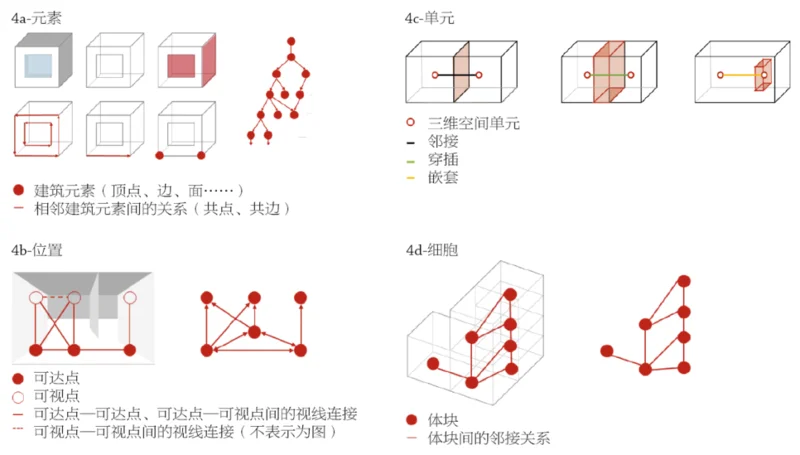 4a-元素
建筑元素（顶点、边、面……）
相邻建筑元素间的关系（共点、共边）
4b-位置
可达点
可视点
可达点—可达点、可达点—可视点间的视线连接
可视点—可视点间的视线连接（不表示为图）
4c-单元
三维空间单元
邻接
穿插
嵌套
4d-细胞
体块
体块间的邻接关系